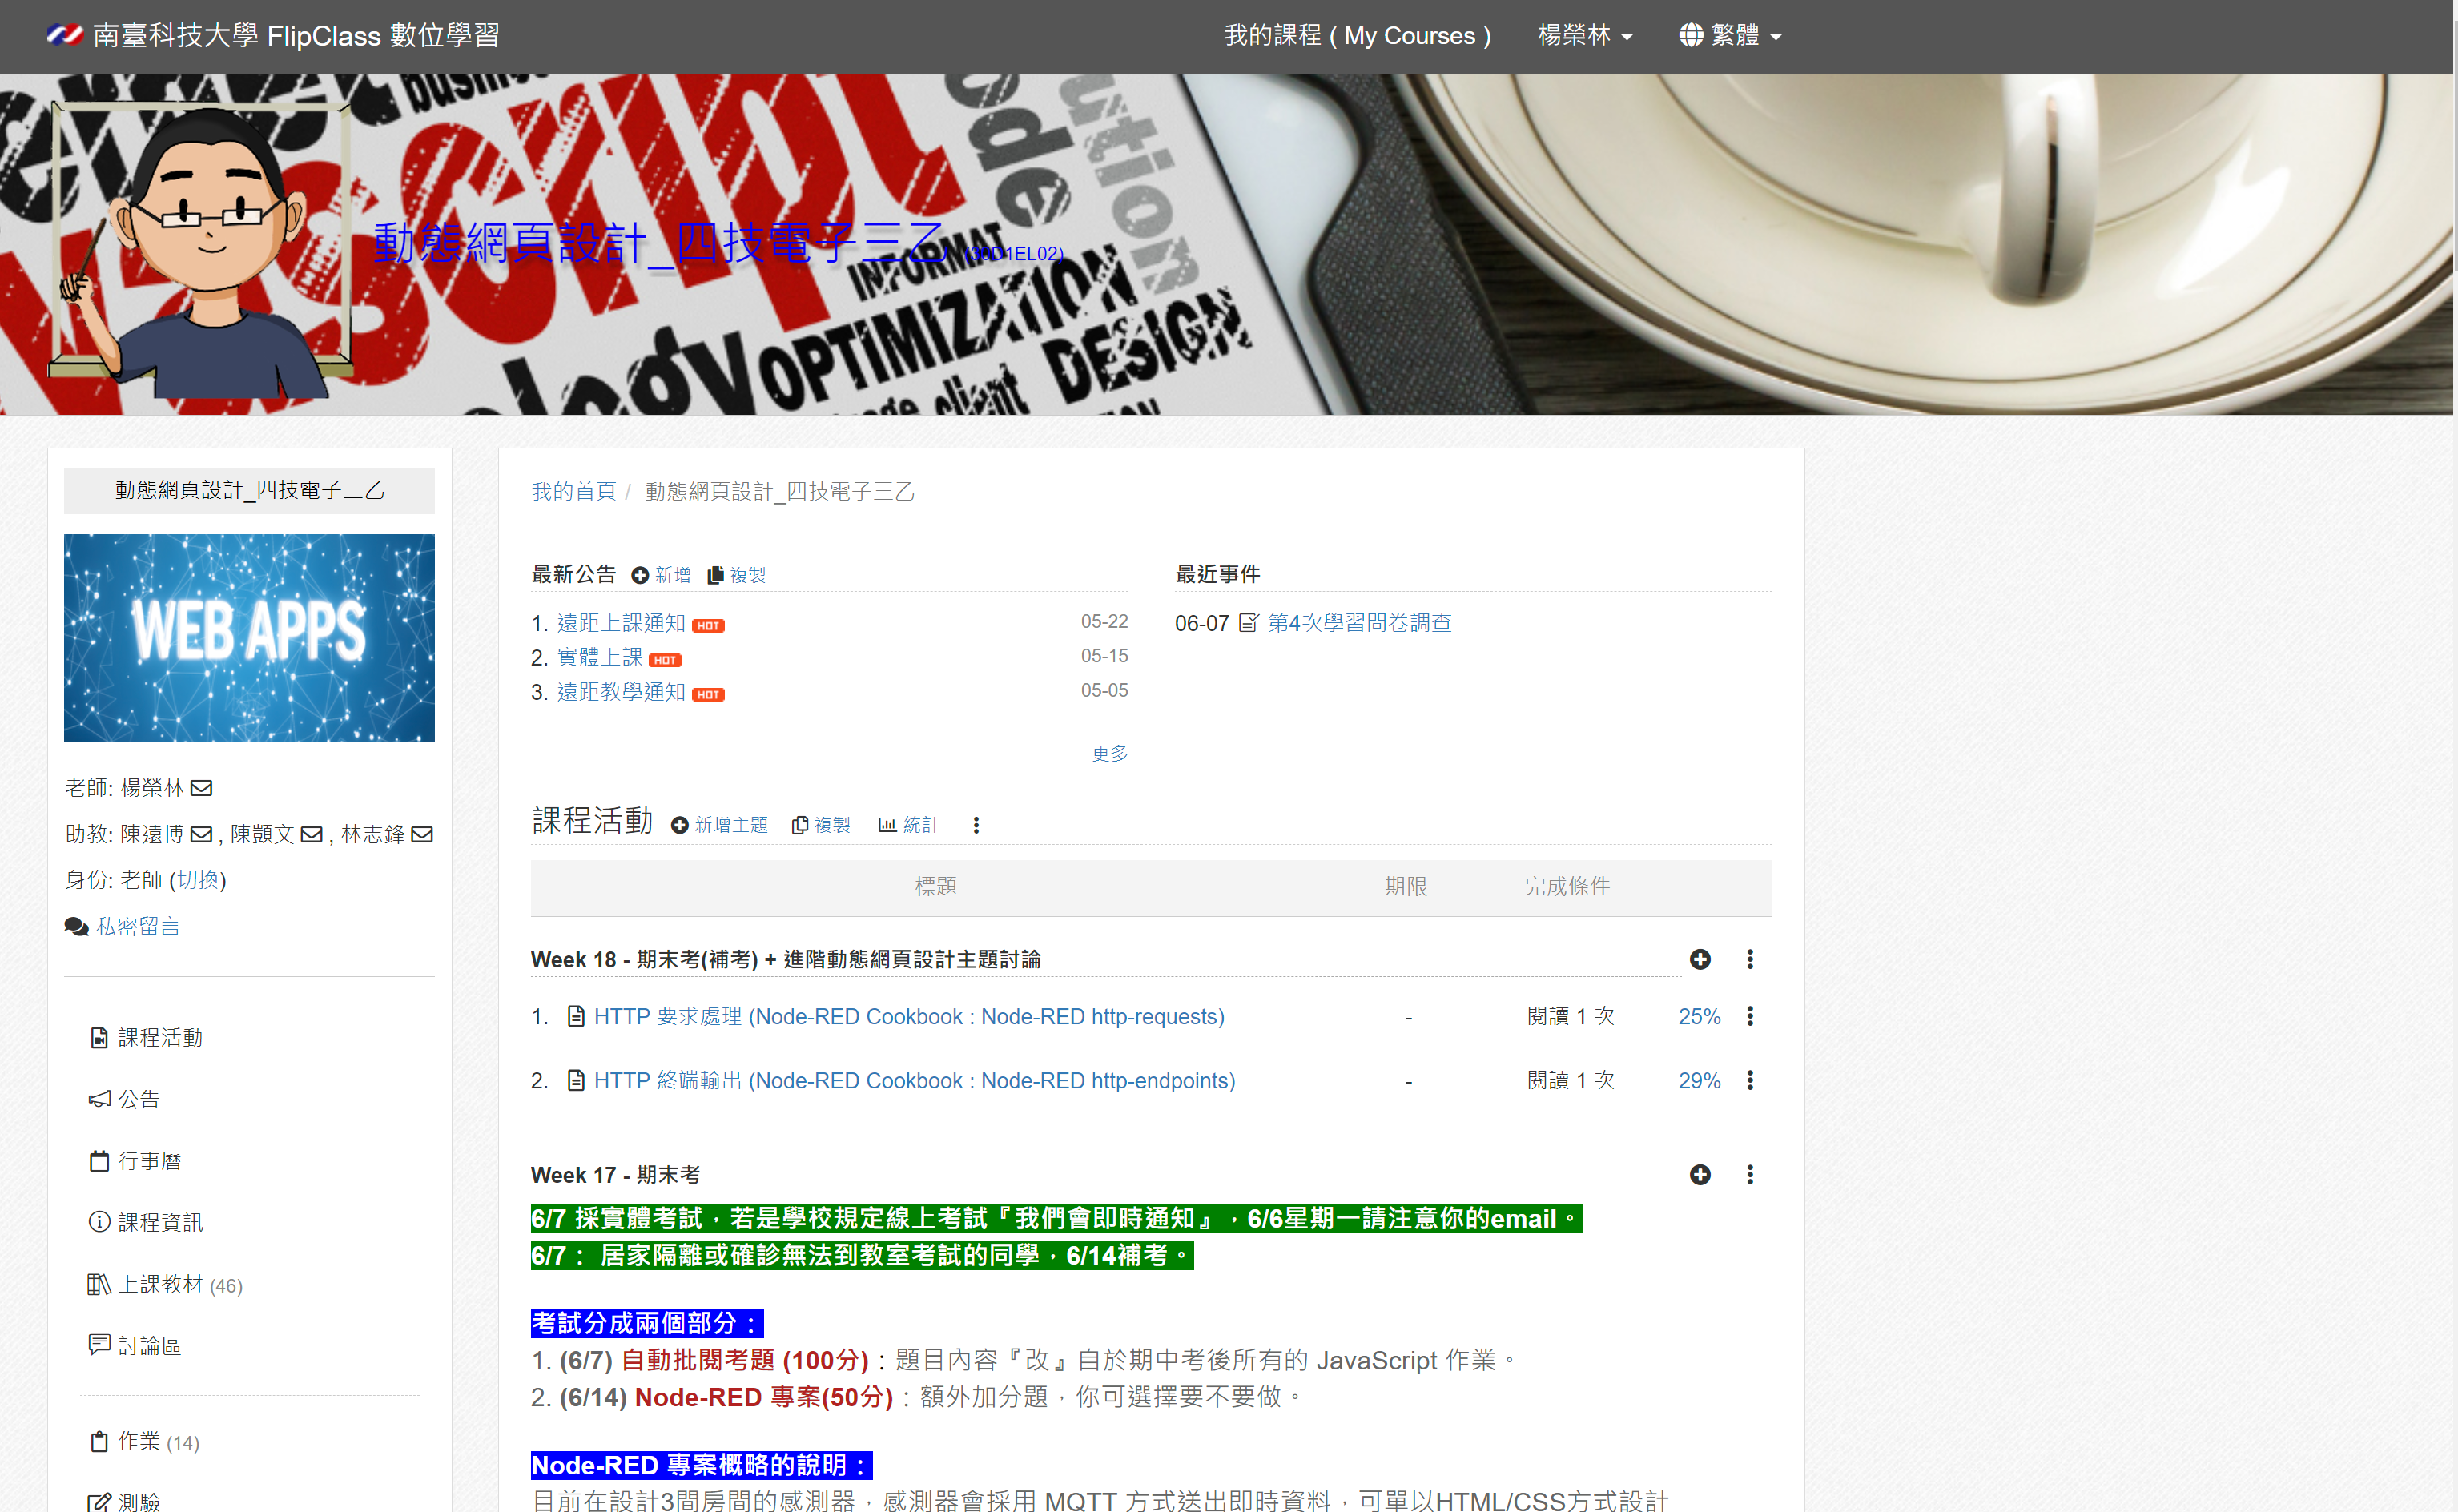 南臺科技大學 FlipClass 數位學習
我的課程 ( My Courses )
楊榮林
繁體
動態網頁設計_四技電子三乙 (30D1EL02)
business
script
ode
ution
INFORMAT
OPTIMIZATION
DESIGN
client
動態網頁設計_四技電子三乙
WEB APPS
老師: 楊榮林
助教: 陳遠博 , 陳顗文 , 林志鋒
身份: 老師 (切換)
私密留言
課程活動
公告
行事曆
課程資訊
上課教材 (46)
討論區
作業 (14)
測驗
我的首頁 / 動態網頁設計_四技電子三乙
最新公告 新增 複製
1. 遠距上課通知 HOT 05-22
2. 實體上課 HOT 05-15
3. 遠距教學通知 HOT 05-05
更多
最近事件
06-07 第4次學習問卷調查
課程活動 新增主題 複製 統計
標題 期限 完成條件
Week 18 - 期末考(補考) + 進階動態網頁設計主題討論
1. HTTP 要求處理 (Node-RED Cookbook : Node-RED http-requests) - 閱讀 1 次 25%
2. HTTP 終端輸出 (Node-RED Cookbook : Node-RED http-endpoints) - 閱讀 1 次 29%
Week 17 - 期末考
6/7 採實體考試，若是學校規定線上考試『我們會即時通知』，6/6星期一請注意你的email。
6/7： 居家隔離或確診無法到教室考試的同學，6/14補考。
考試分成兩個部分：
1. (6/7) 自動批閱考題 (100分)：題目內容『改』自於期中考後所有的 JavaScript 作業。
2. (6/14) Node-RED 專案(50分)：額外加分題，你可選擇要不要做。
Node-RED 專案概略的說明：
目前在設計3間房間的感測器，感測器會採用 MQTT 方式送出即時資料，可單以HTML/CSS方式設計